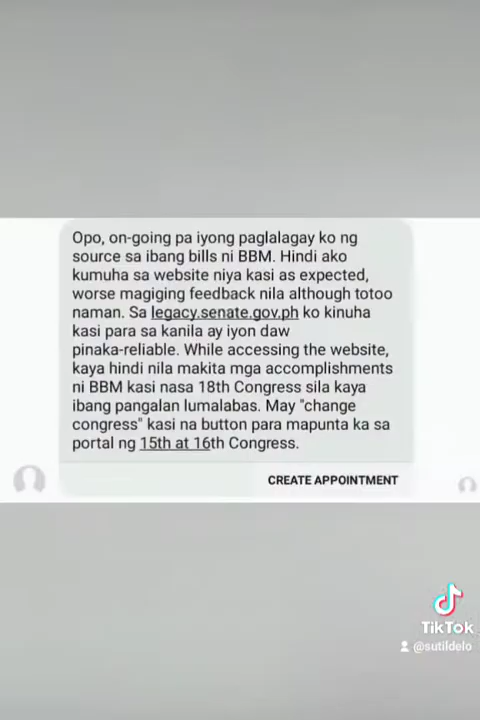 Opo, on-going pa iyong paglalagay ko ng
source sa ibang bills ni BBM. Hindi ako
kumuha sa website niya kasi as expected,
worse magiging feedback nila although totoo
naman. Sa legacy.senate.gov.ph ko kinuha
kasi para sa kanila ay iyon daw
pinaka-reliable. While accessing the website,
kaya hindi nila makita mga accomplishments
ni BBM kasi nasa 18th Congress sila kaya
ibang pangalan lumalabas. May "change
congress" kasi na button para mapunta ka sa
portal ng 15th at 16th Congress.
CREATE APPOINTMENT
TikTok
@sutildelo